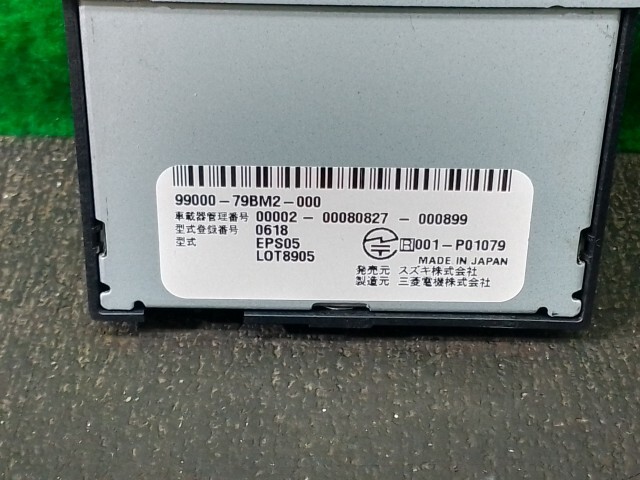 99000-79BM2-000
車載器管理番号 00002 - 00080827 - 000899
型式登録番号 0618
型式 EPS05 R 001-P01079
LOT8905 MADE IN JAPAN
発売元 スズキ株式会社
製造元 三菱電機株式会社